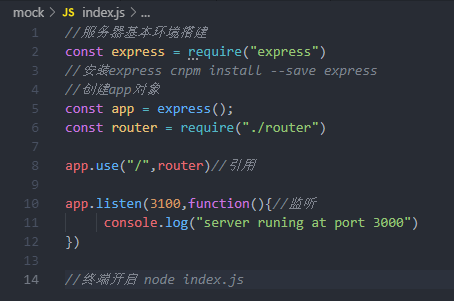 mock > JS index.js > ...
1 //服务器基本环境搭建
2 const express = require("express")
3 //安装express cnpm install --save express
4 //创建app对象
5 const app = express();
6 const router = require("./router")
7
8 app.use("/",router)//引用
9
10 app.listen(3100,function(){//监听
11 console.log("server runing at port 3000")
12 })
13
14 //终端开启 node index.js